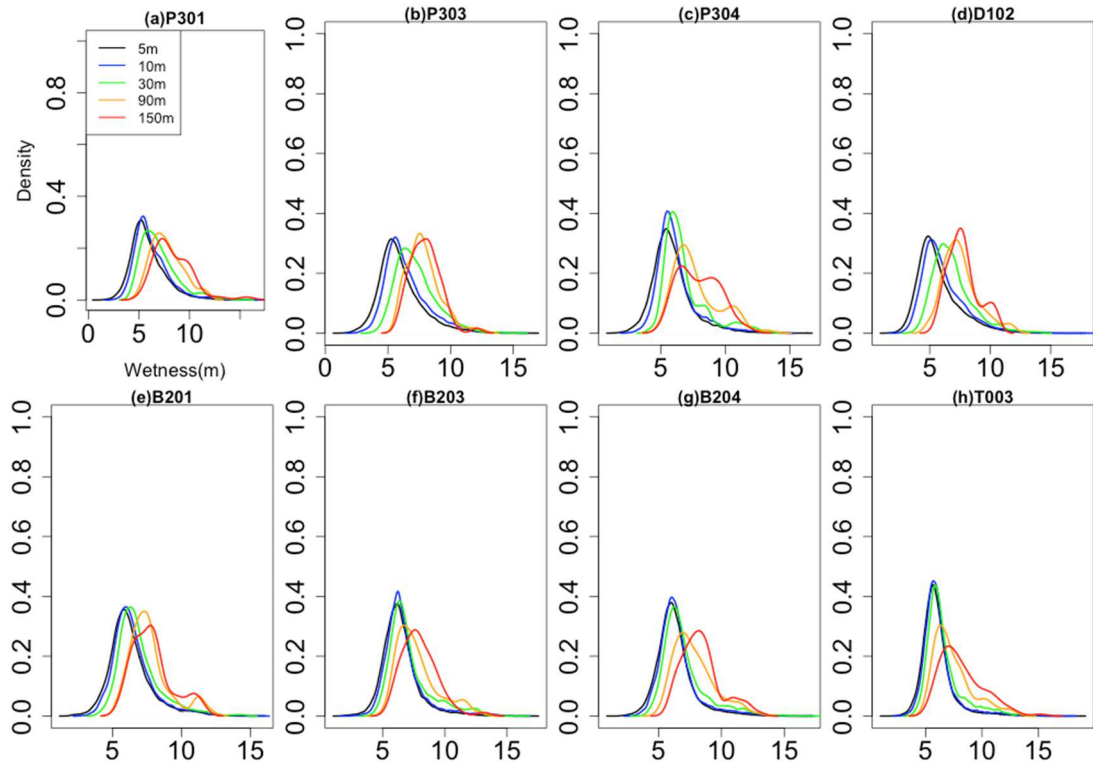 (a)P301
5m
10m
30m
90m
150m
Density
0.0 0.4 0.8
0 5 10
Wetness(m)
(b)P303
0.0 0.2 0.4 0.6 0.8 1.0
0 5 10 15
(c)P304
0.0 0.2 0.4 0.6 0.8 1.0
5 10 15
(d)D102
0.0 0.2 0.4 0.6 0.8 1.0
5 10 15
(e)B201
0.0 0.2 0.4 0.6 0.8 1.0
5 10 15
(f)B203
0.0 0.2 0.4 0.6 0.8 1.0
5 10 15
(g)B204
0.0 0.2 0.4 0.6 0.8 1.0
5 10 15
(h)T003
0.0 0.2 0.4 0.6 0.8 1.0
5 10 15